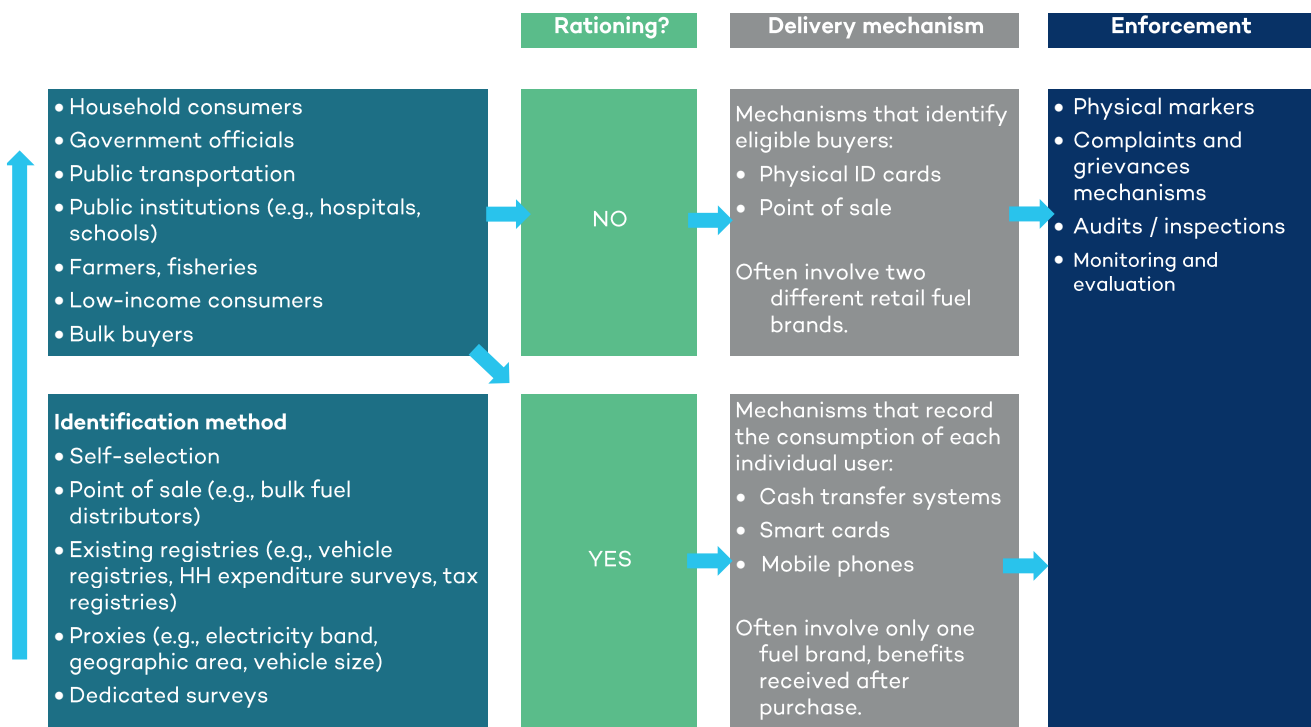 Rationing?
Delivery mechanism
Enforcement
• Household consumers
• Government officials
• Public transportation
• Public institutions (e.g., hospitals,
schools)
• Farmers, fisheries
• Low-income consumers
• Bulk buyers
NO
Mechanisms that identify
eligible buyers:
• Physical ID cards
• Point of sale
Often involve two
different retail fuel
brands.
• Physical markers
• Complaints and
grievances
mechanisms
• Audits / inspections
• Monitoring and
evaluation
Identification method
• Self-selection
• Point of sale (e.g., bulk fuel
distributors)
• Existing registries (e.g., vehicle
registries, HH expenditure surveys, tax
registries)
• Proxies (e.g., electricity band,
geographic area, vehicle size)
• Dedicated surveys
YES
Mechanisms that record
the consumption of each
individual user:
• Cash transfer systems
• Smart cards
• Mobile phones
Often involve only one
fuel brand, benefits
received after
purchase.